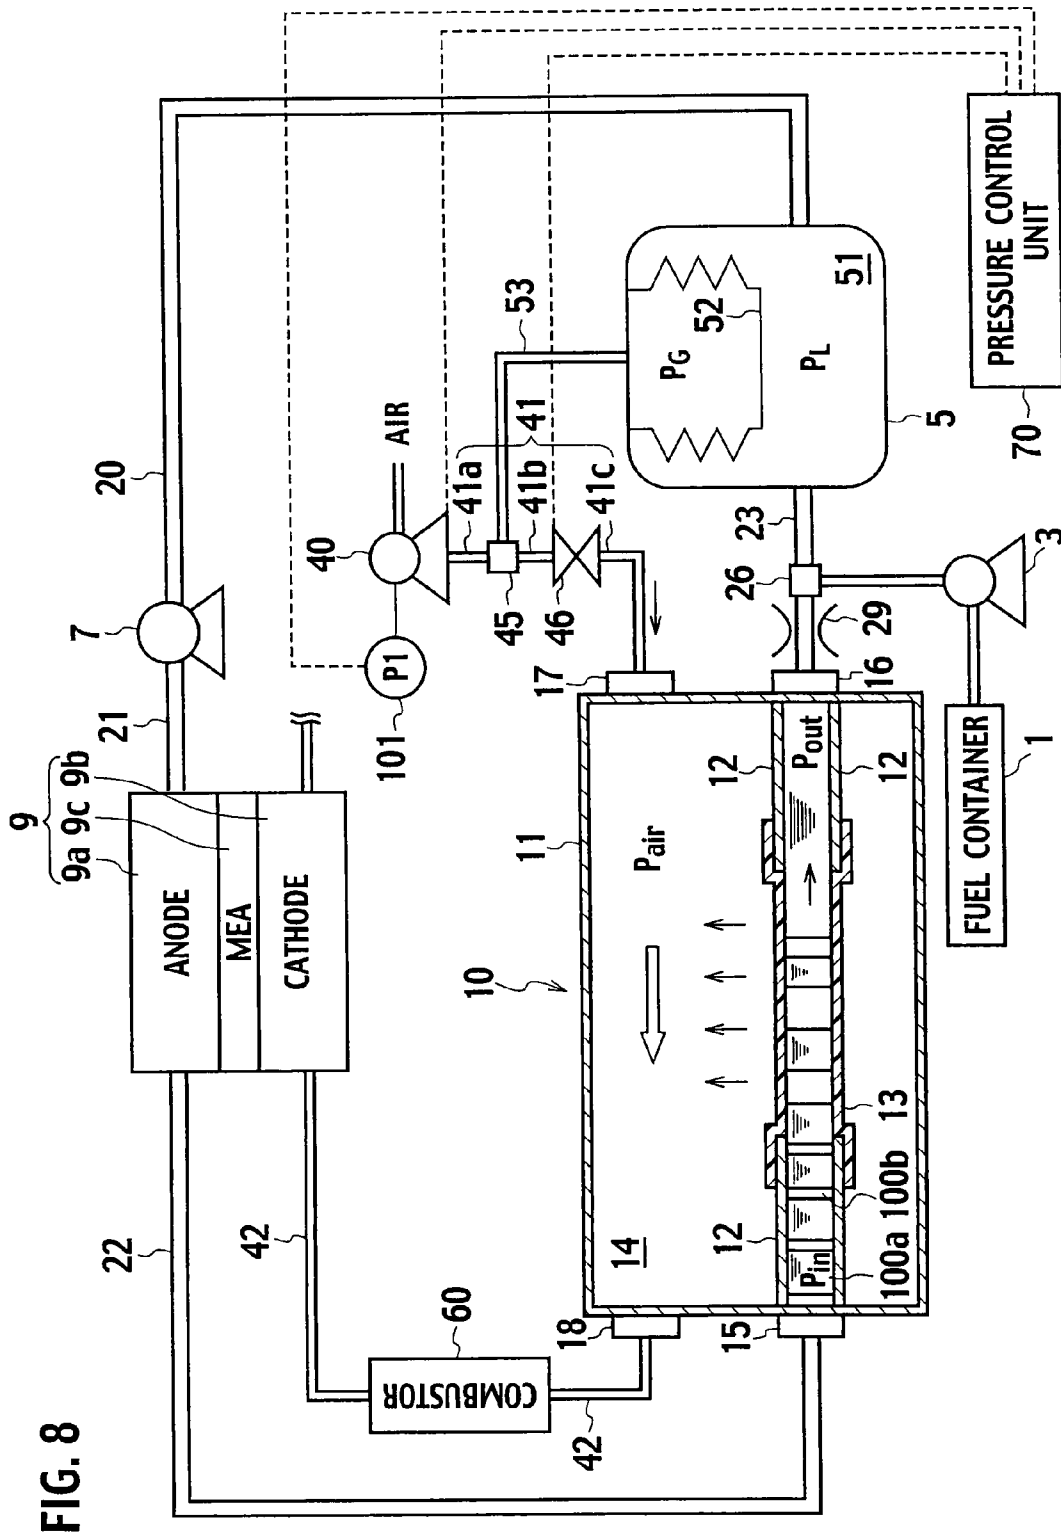 FIG. 8
20
7
21
9
9a 9c 9b
ANODE
MEA
CATHODE
22
42
60
COMBUSTOR
42
AIR
40
P1
101
53
41
41a
41b
41c
45
46
17
PG
PL
52
51
5
23
26
29
3
16
1
FUEL CONTAINER
70
PRESSURE CONTROL
UNIT
10
11
14
Pair
12
12
12
Pout
Pin
13
100b
100a
18
15